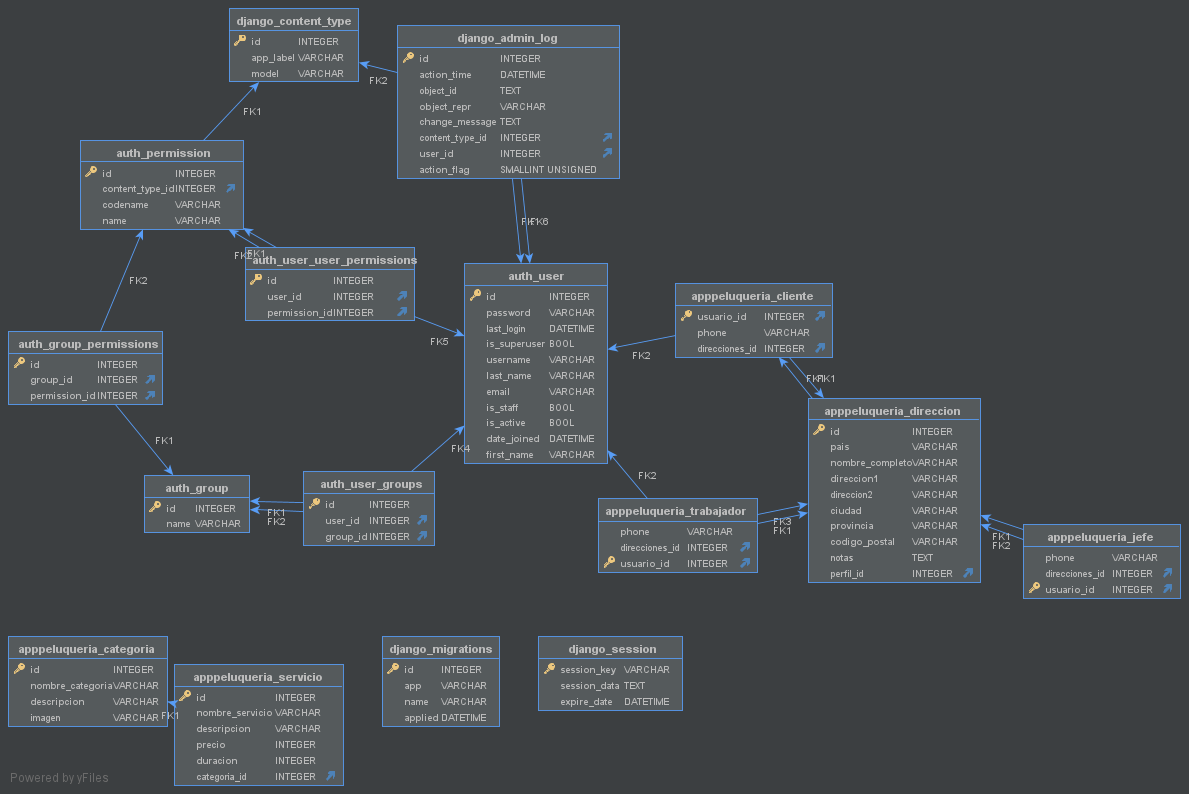 django_content_type
id INTEGER
app_label VARCHAR
model VARCHAR
django_admin_log
id INTEGER
action_time DATETIME
object_id TEXT
object_repr VARCHAR
change_message TEXT
content_type_id INTEGER
user_id INTEGER
action_flag SMALLINT UNSIGNED
FK2
FK1
auth_permission
id INTEGER
content_type_id INTEGER
codename VARCHAR
name VARCHAR
FK6
FK1
FK2
auth_user_user_permissions
id INTEGER
user_id INTEGER
permission_id INTEGER
FK5
auth_user
id INTEGER
password VARCHAR
last_login DATETIME
is_superuser BOOL
username VARCHAR
last_name VARCHAR
email VARCHAR
is_staff BOOL
is_active BOOL
date_joined DATETIME
first_name VARCHAR
apppeluqueria_cliente
usuario_id INTEGER
phone VARCHAR
direcciones_id INTEGER
FK2
FK1
auth_group_permissions
id INTEGER
group_id INTEGER
permission_id INTEGER
FK1
FK4
apppeluqueria_direccion
id INTEGER
pais VARCHAR
nombre_completo VARCHAR
direccion1 VARCHAR
direccion2 VARCHAR
ciudad VARCHAR
provincia VARCHAR
codigo_postal VARCHAR
notas TEXT
perfil_id INTEGER
auth_group
id INTEGER
name VARCHAR
FK1
FK2
auth_user_groups
id INTEGER
user_id INTEGER
group_id INTEGER
FK2
apppeluqueria_trabajador
phone VARCHAR
direcciones_id INTEGER
usuario_id INTEGER
FK3
FK1
FK1
FK2
apppeluqueria_jefe
phone VARCHAR
direcciones_id INTEGER
usuario_id INTEGER
apppeluqueria_categoria
id INTEGER
nombre_categoria VARCHAR
descripcion VARCHAR
imagen VARCHAR
FK1
apppeluqueria_servicio
id INTEGER
nombre_servicio VARCHAR
descripcion VARCHAR
precio INTEGER
duracion INTEGER
categoria_id INTEGER
django_migrations
id INTEGER
app VARCHAR
name VARCHAR
applied DATETIME
django_session
session_key VARCHAR
session_data TEXT
expire_date DATETIME
Powered by yFiles